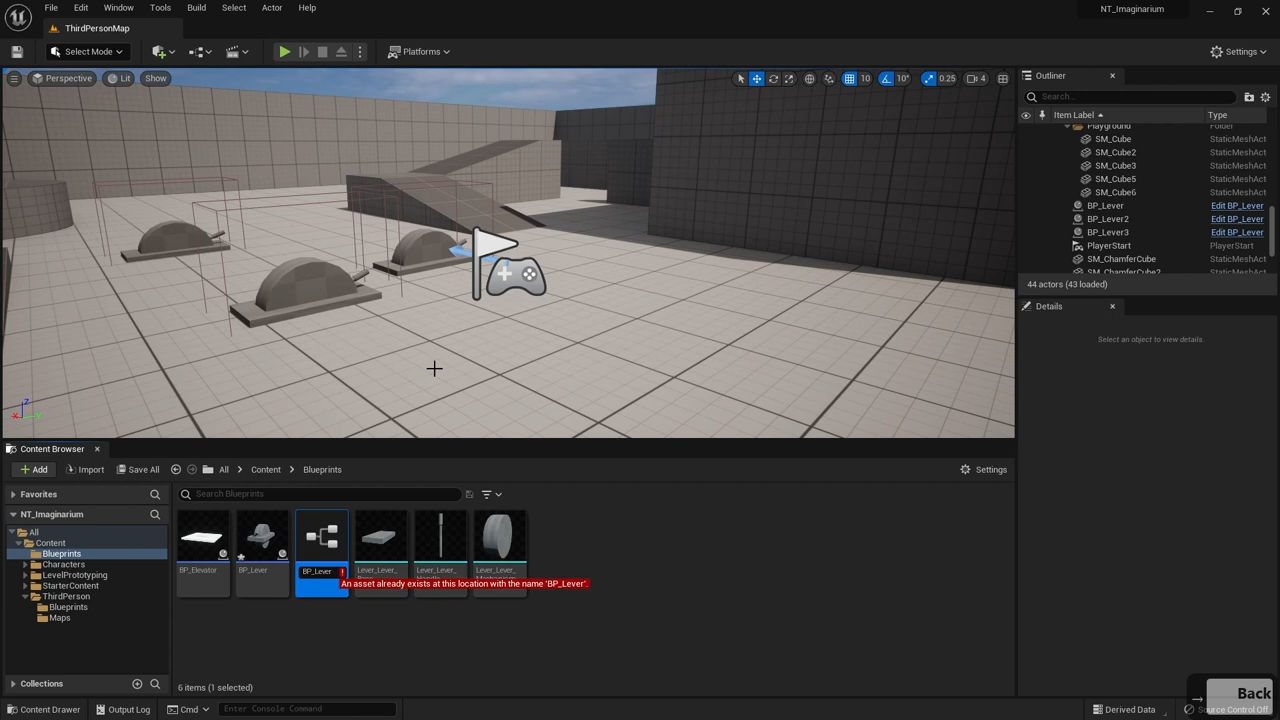 File Edit Window Tools Build Select Actor Help
NT_Imaginarium
ThirdPersonMap
Select Mode
Platforms
Settings
Perspective Lit Show
10 10° 0.25 4
Outliner
Search...
Item Label Type
Playground Folder
SM_Cube StaticMeshAct
SM_Cube2 StaticMeshAct
SM_Cube3 StaticMeshAct
SM_Cube5 StaticMeshAct
SM_Cube6 StaticMeshAct
BP_Lever Edit BP_Lever
BP_Lever2 Edit BP_Lever
BP_Lever3 Edit BP_Lever
PlayerStart PlayerStart
SM_ChamferCube StaticMeshAct
SM_ChamferCube2 StaticMeshAct
44 actors (43 loaded)
Details
Select an object to view details.
Z
X Y
Content Browser
Add Import Save All All Content Blueprints Settings
Favorites
NT_Imaginarium
All
Content
Blueprints
Characters
LevelPrototyping
StarterContent
ThirdPerson
Blueprints
Maps
Collections
Search Blueprints
BP_Elevator BP_Lever BP_Lever ! Lever_Lever_ Lever_Lever_ Lever_Lever_
An asset already exists at this location with the name 'BP_Lever'.
6 items (1 selected)
Back
Content Drawer Output Log Cmd Enter Console Command Derived Data Source Control Off